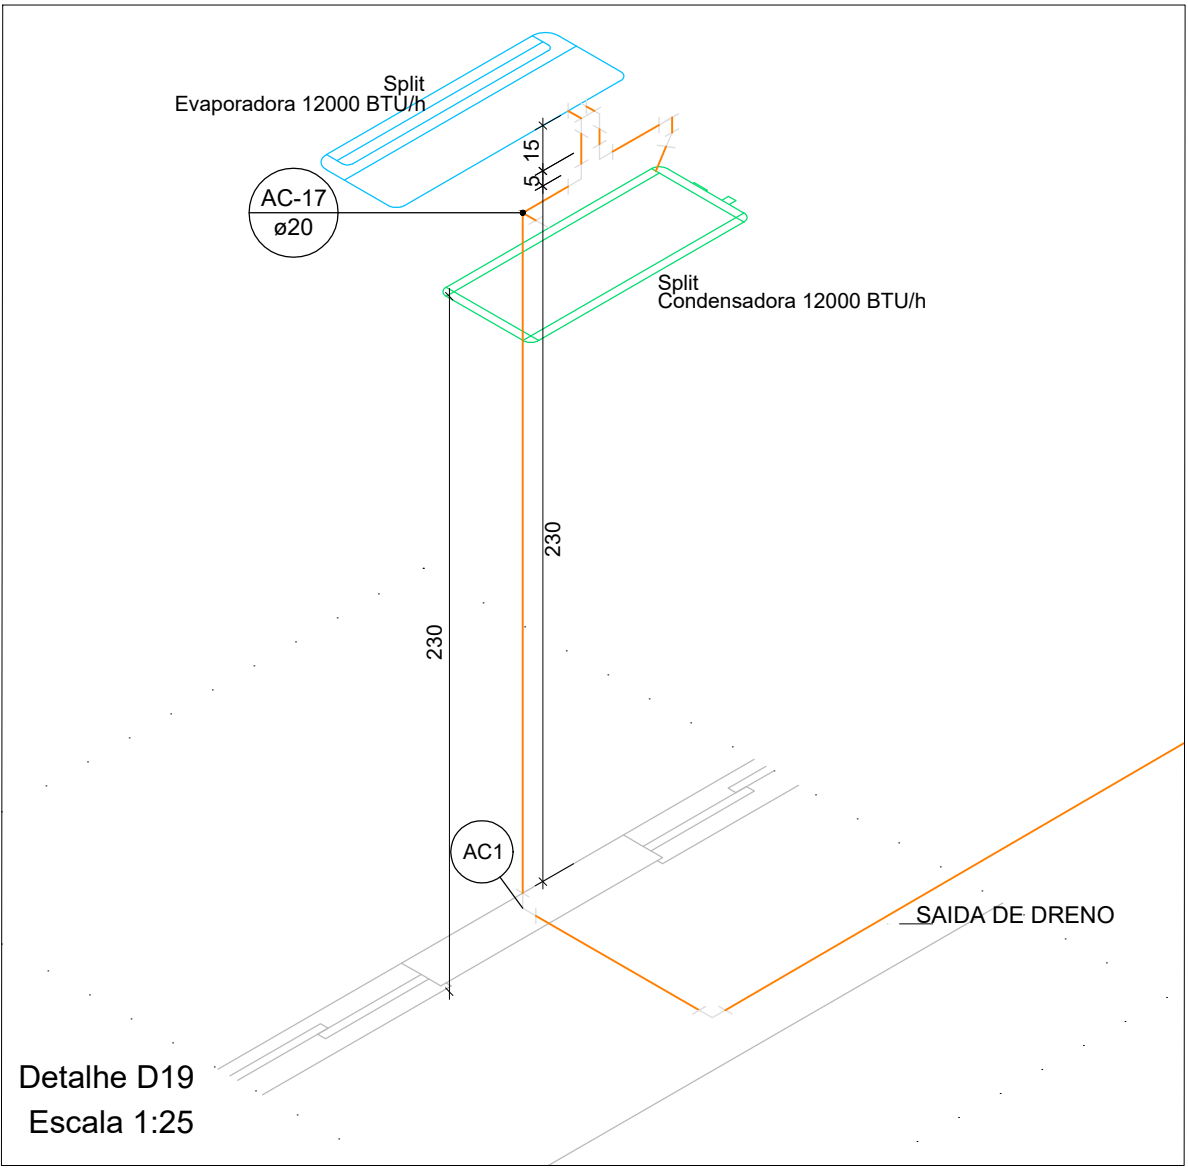 Split
Evaporadora 12000 BTU/h
15
5
AC-17
ø20
Split
Condensadora 12000 BTU/h
230
230
AC1
SAIDA DE DRENO
Detalhe D19
Escala 1:25